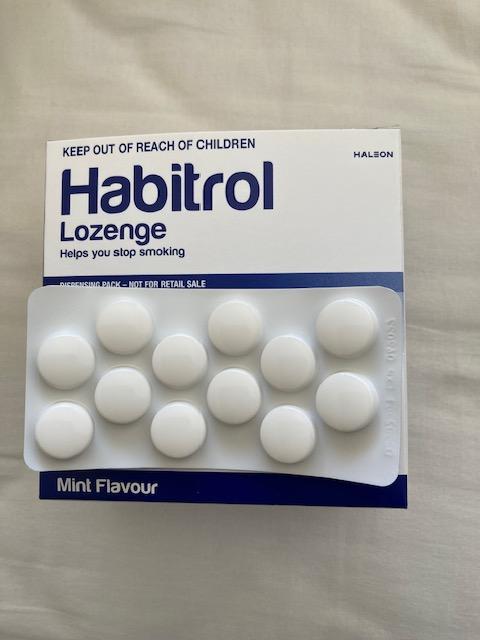 KEEP OUT OF REACH OF CHILDREN
HALEON
Habitrol
Lozenge
Helps you stop smoking
DISPENSING PACK – NOT FOR RETAIL SALE
Mint Flavour